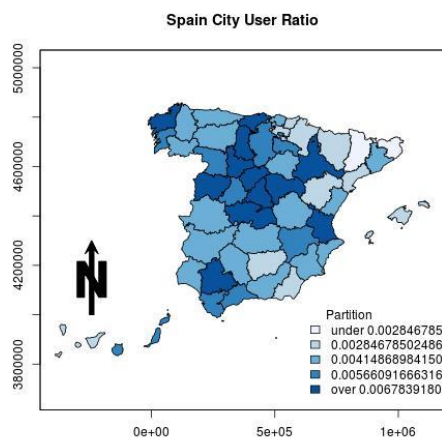 Spain City User Ratio
5000000
4600000
4200000
3800000
N
Partition
under 0.002846785
0.00284678502486
0.00414869984150
0.00566091666316
over 0.0067839180
0e+00
5e+05
1e+06